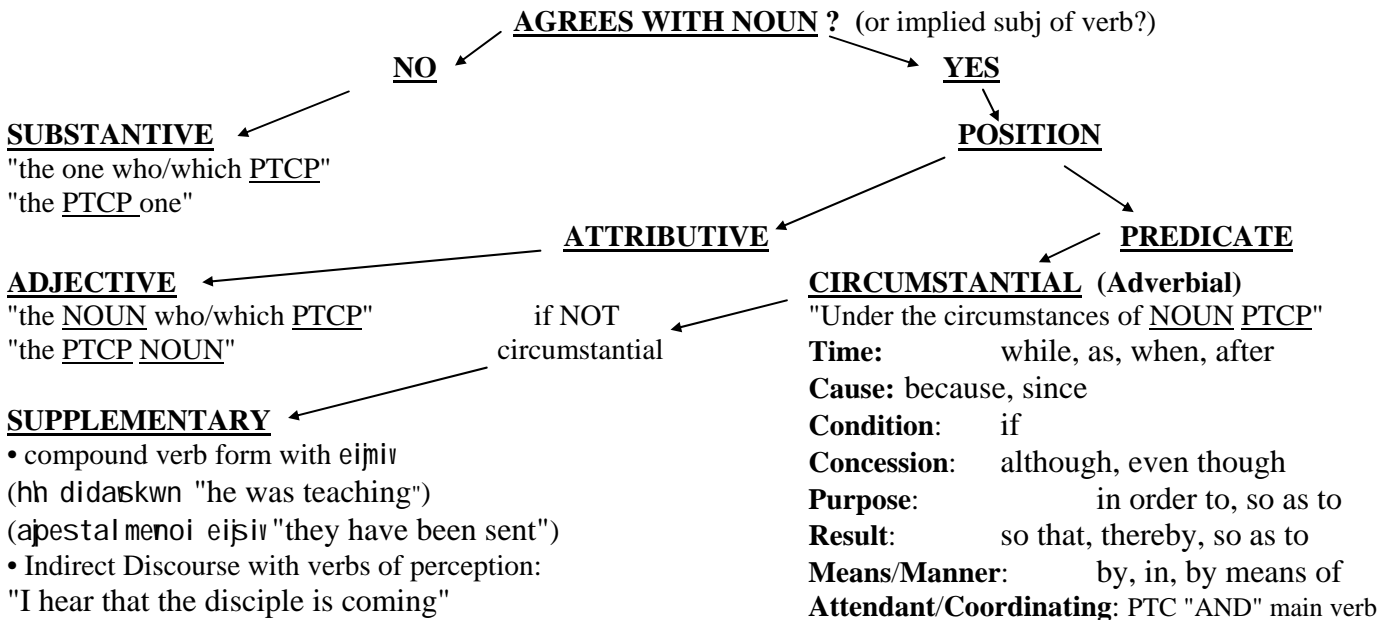 AGREES WITH NOUN ? (or implied subj of verb?)
NO YES
SUBSTANTIVE POSITION
"the one who/which PTCP"
"the PTCP one"
ATTRIBUTIVE PREDICATE
ADJECTIVE CIRCUMSTANTIAL (Adverbial)
"the NOUN who/which PTCP" if NOT "Under the circumstances of NOUN PTCP"
"the PTCP NOUN" circumstantial Time: while, as, when, after
Cause: because, since
SUPPLEMENTARY Condition: if
• compound verb form with eijmiv Concession: although, even though
( didavskwn "he was teaching") Purpose: in order to, so as to
(ajpestalmevnoi eijsiv "they have been sent") Result: so that, thereby, so as to
• Indirect Discourse with verbs of perception: Means/Manner: by, in, by means of
"I hear that the disciple is coming" Attendant/Coordinating: PTC "AND" main verb